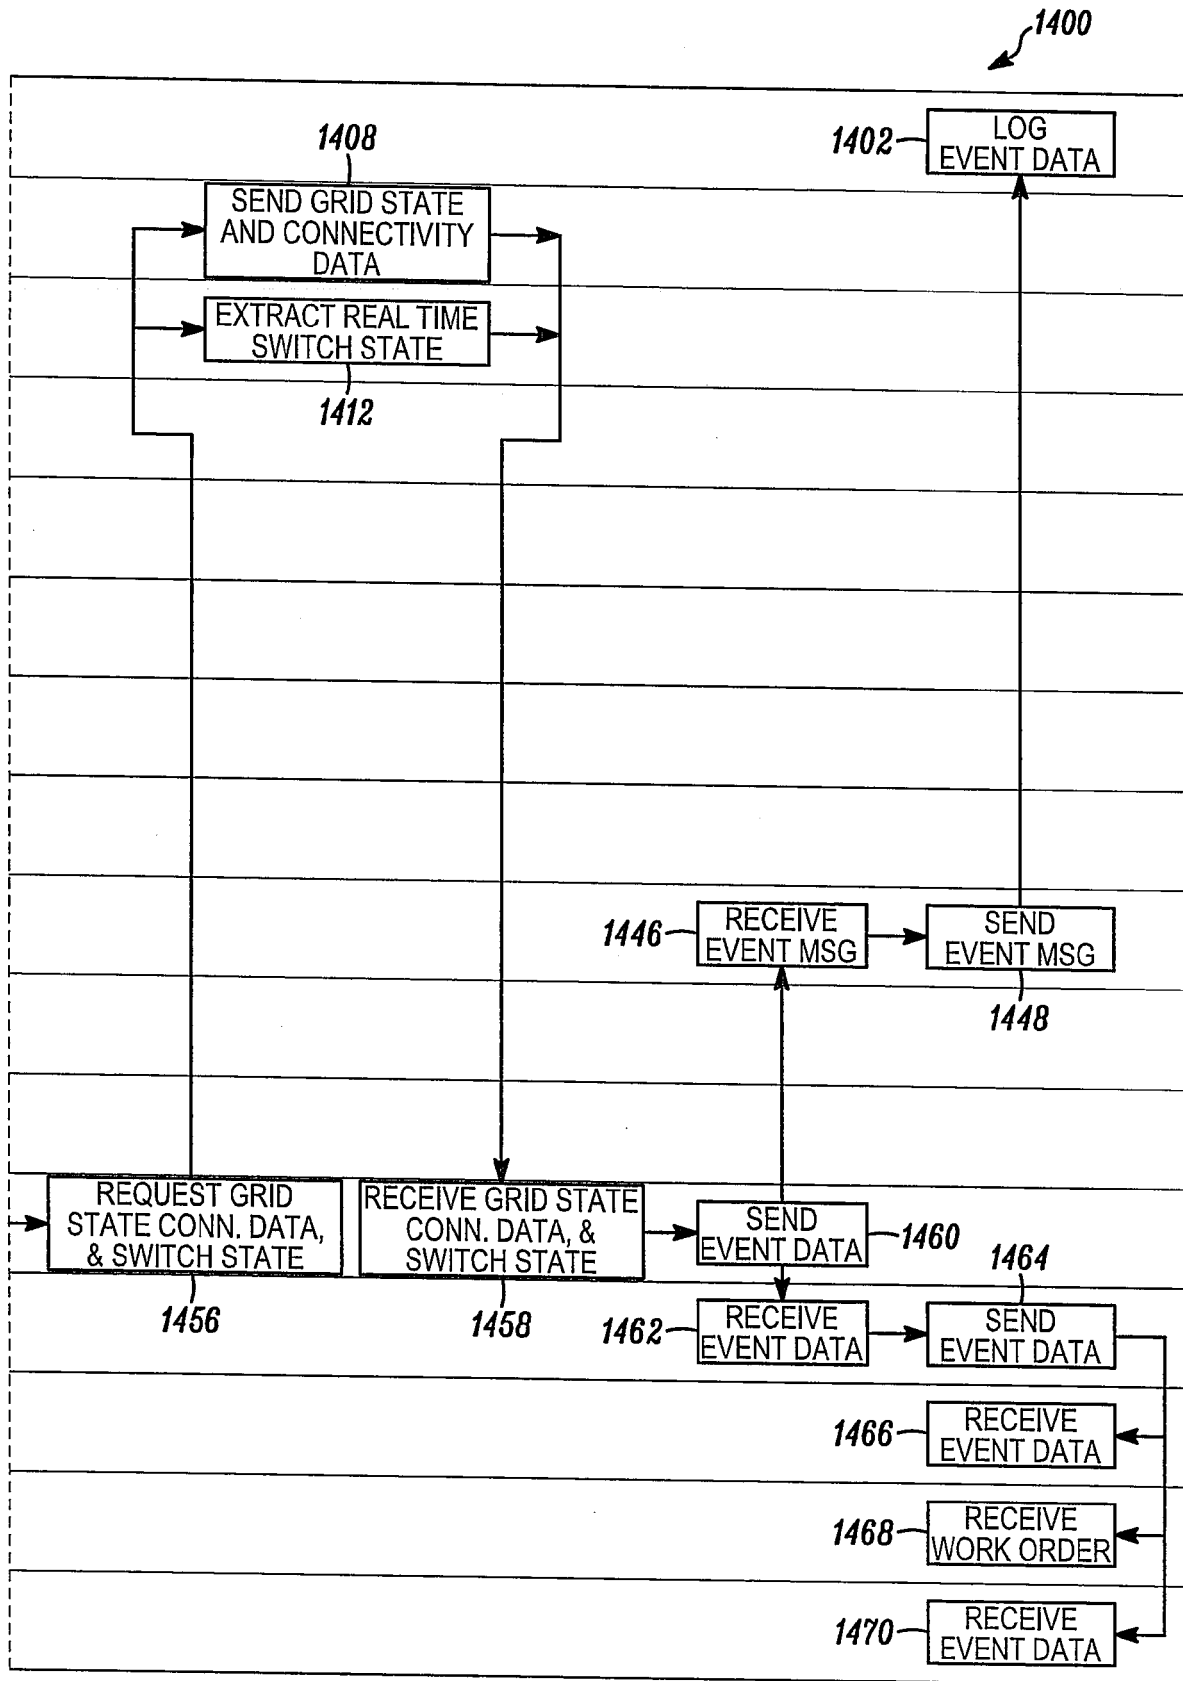 1400
1402
LOG
EVENT DATA
1408
SEND GRID STATE
AND CONNECTIVITY
DATA
EXTRACT REAL TIME
SWITCH STATE
1412
1446
RECEIVE
EVENT MSG
SEND
EVENT MSG
1448
REQUEST GRID
STATE CONN. DATA,
& SWITCH STATE
1456
RECEIVE GRID STATE
CONN. DATA, &
SWITCH STATE
1458
SEND
EVENT DATA
1460
1462
RECEIVE
EVENT DATA
1464
SEND
EVENT DATA
1466
RECEIVE
EVENT DATA
1468
RECEIVE
WORK ORDER
1470
RECEIVE
EVENT DATA